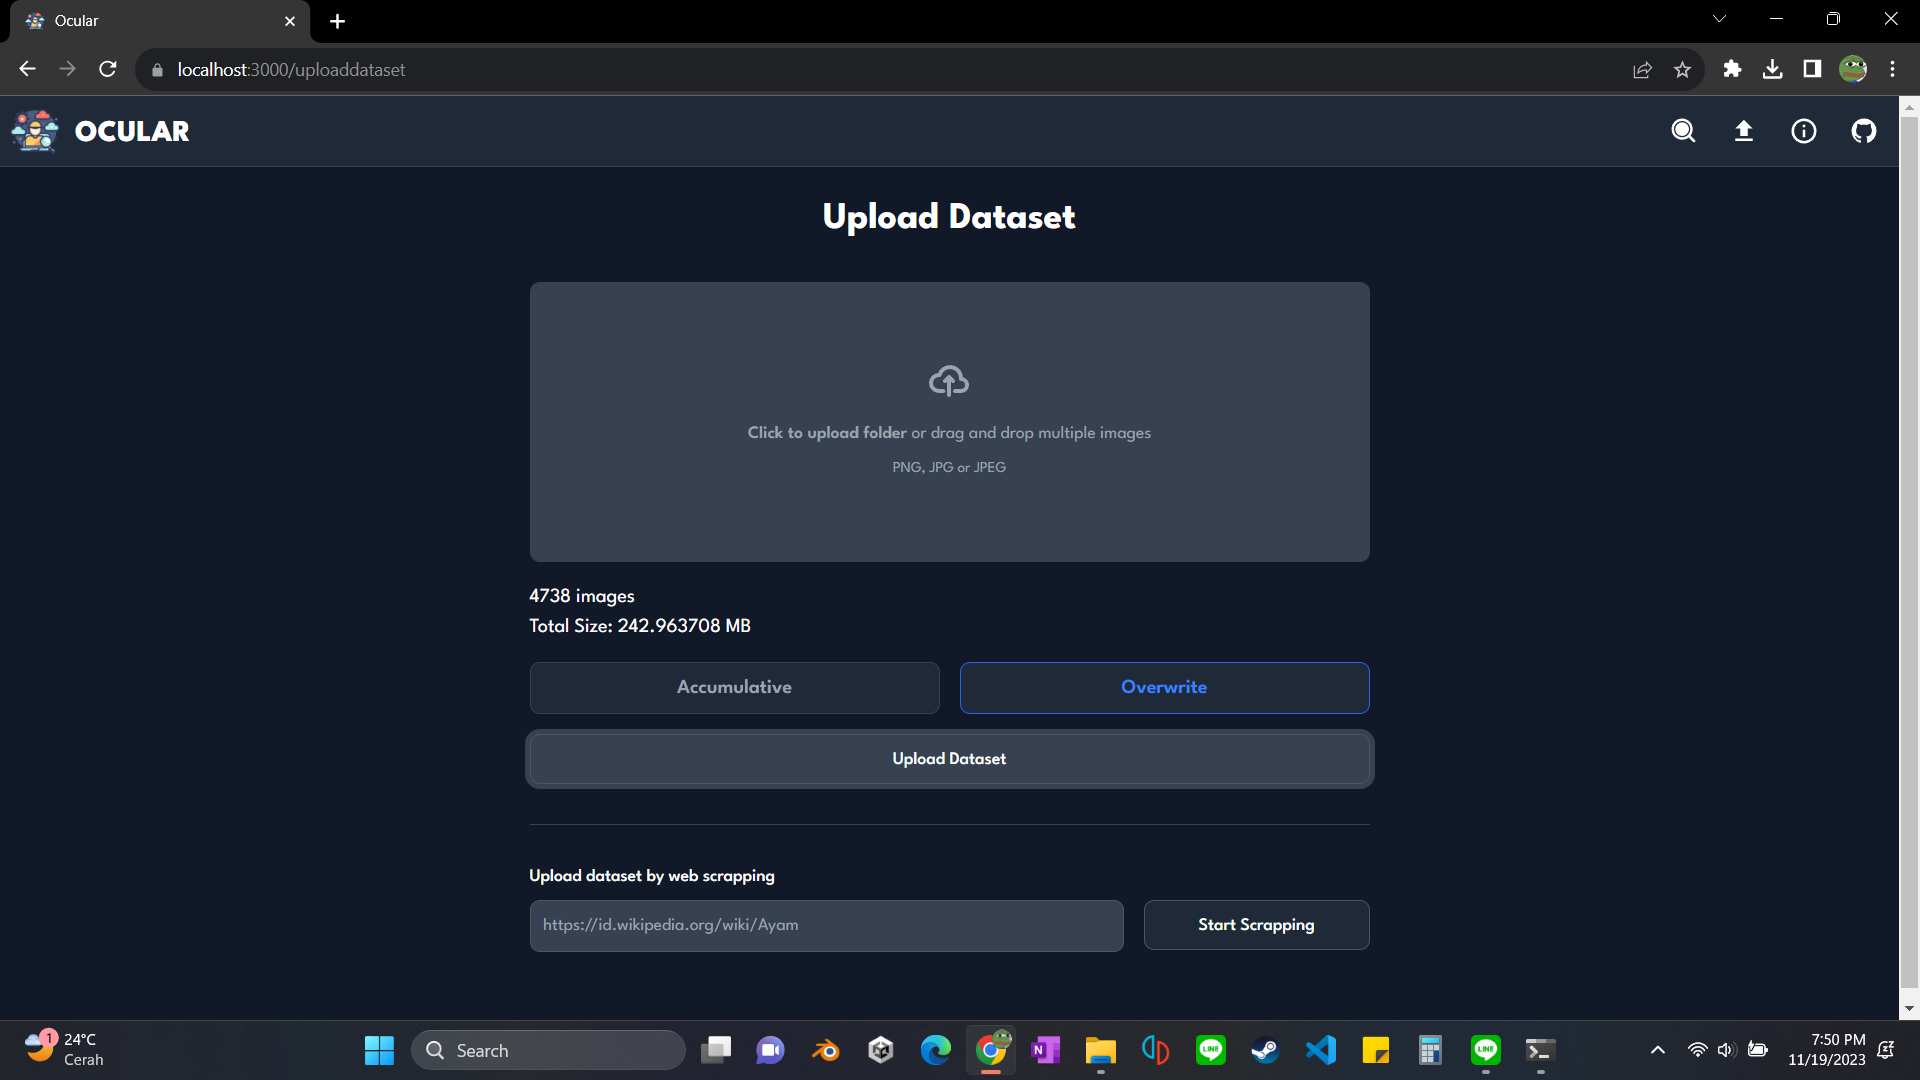 Ocular
localhost:3000/uploaddataset
OCULAR
Upload Dataset
Click to upload folder or drag and drop multiple images
PNG, JPG or JPEG
4738 images
Total Size: 242.963708 MB
Accumulative
Overwrite
Upload Dataset
Upload dataset by web scrapping
https://id.wikipedia.org/wiki/Ayam
Start Scrapping
1
24°C
Cerah
Search
N
LINE
LINE
7:50 PM
11/19/2023